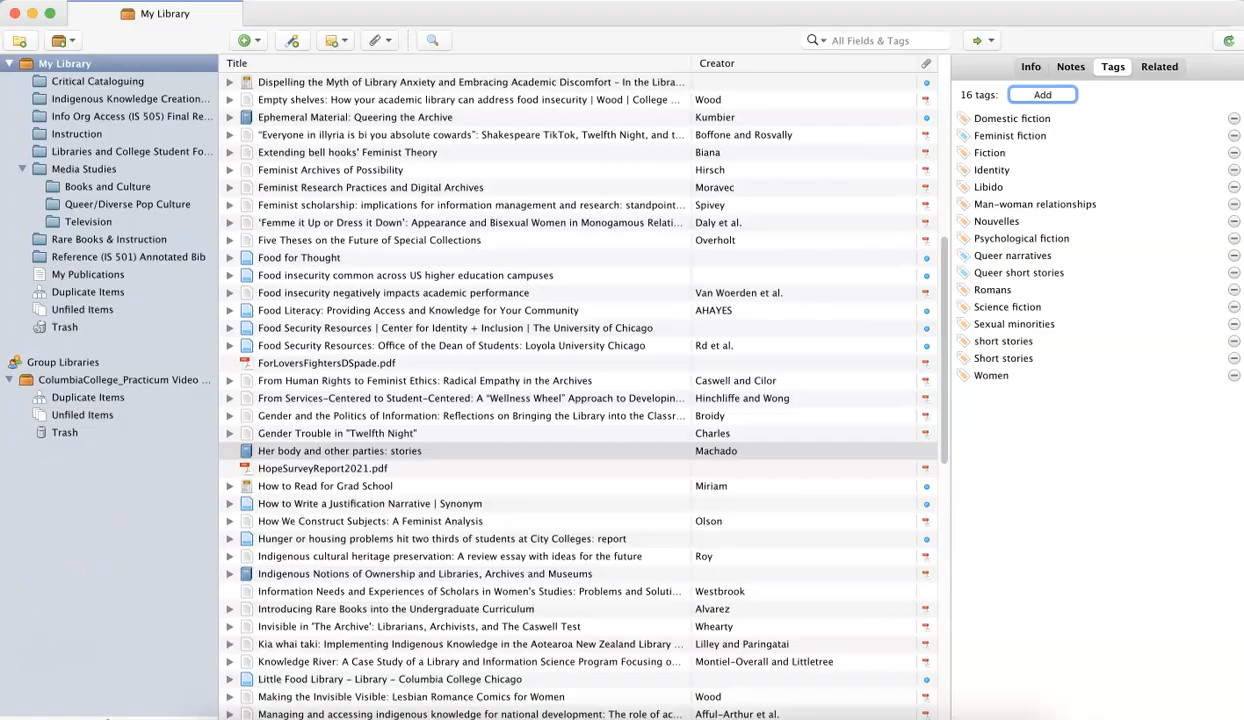 My Library
All Fields & Tags
My Library
Critical Cataloguing
Indigenous Knowledge Creation...
Info Org Access (IS 505) Final Re...
Instruction
Libraries and College Student Fo...
Media Studies
Books and Culture
Queer/Diverse Pop Culture
Television
Rare Books & Instruction
Reference (IS 501) Annotated Bib
My Publications
Duplicate Items
Unfiled Items
Trash
Group Libraries
ColumbiaCollege_Practicum Video ...
Duplicate Items
Unfiled Items
Trash
Title Creator
Dispelling the Myth of Library Anxiety and Embracing Academic Discomfort – In the Libra...
Empty shelves: How your academic library can address food insecurity | Wood | College ... Wood
Ephemeral Material: Queering the Archive Kumbier
“Everyone in illyria is bi you absolute cowards”: Shakespeare TikTok, Twelfth Night, and t... Boffone and Rosvally
Extending bell hooks' Feminist Theory Biana
Feminist Archives of Possibility Hirsch
Feminist Research Practices and Digital Archives Moravec
Feminist scholarship: implications for information management and research: standpoint... Spivey
‘Femme it Up or Dress it Down’: Appearance and Bisexual Women in Monogamous Relati... Daly et al.
Five Theses on the Future of Special Collections Overholt
Food for Thought
Food insecurity common across US higher education campuses
Food insecurity negatively impacts academic performance Van Woerden et al.
Food Literacy: Providing Access and Knowledge for Your Community AHAYES
Food Security Resources | Center for Identity + Inclusion | The University of Chicago
Food Security Resources: Office of the Dean of Students: Loyola University Chicago Rd et al.
ForLoversFightersDSpade.pdf
From Human Rights to Feminist Ethics: Radical Empathy in the Archives Caswell and Cilor
From Services-Centered to Student-Centered: A “Wellness Wheel” Approach to Developin... Hinchliffe and Wong
Gender and the Politics of Information: Reflections on Bringing the Library into the Classr... Broidy
Gender Trouble in "Twelfth Night" Charles
Her body and other parties: stories Machado
HopeSurveyReport2021.pdf
How to Read for Grad School Miriam
How to Write a Justification Narrative | Synonym
How We Construct Subjects: A Feminist Analysis Olson
Hunger or housing problems hit two thirds of students at City Colleges: report
Indigenous cultural heritage preservation: A review essay with ideas for the future Roy
Indigenous Notions of Ownership and Libraries, Archives and Museums
Information Needs and Experiences of Scholars in Women's Studies: Problems and Soluti... Westbrook
Introducing Rare Books into the Undergraduate Curriculum Alvarez
Invisible in 'The Archive': Librarians, Archivists, and The Caswell Test Whearty
Kia whai taki: Implementing Indigenous Knowledge in the Aotearoa New Zealand Library ... Lilley and Paringatai
Knowledge River: A Case Study of a Library and Information Science Program Focusing o... Montiel-Overall and Littletree
Little Food Library – Library – Columbia College Chicago
Making the Invisible Visible: Lesbian Romance Comics for Women Wood
Managing and accessing indigenous knowledge for national development: The role of ac... Afful-Arthur et al.
Info Notes Tags Related
16 tags: Add
Domestic fiction
Feminist fiction
Fiction
Identity
Libido
Man-woman relationships
Nouvelles
Psychological fiction
Queer narratives
Queer short stories
Romans
Science fiction
Sexual minorities
short stories
Short stories
Women